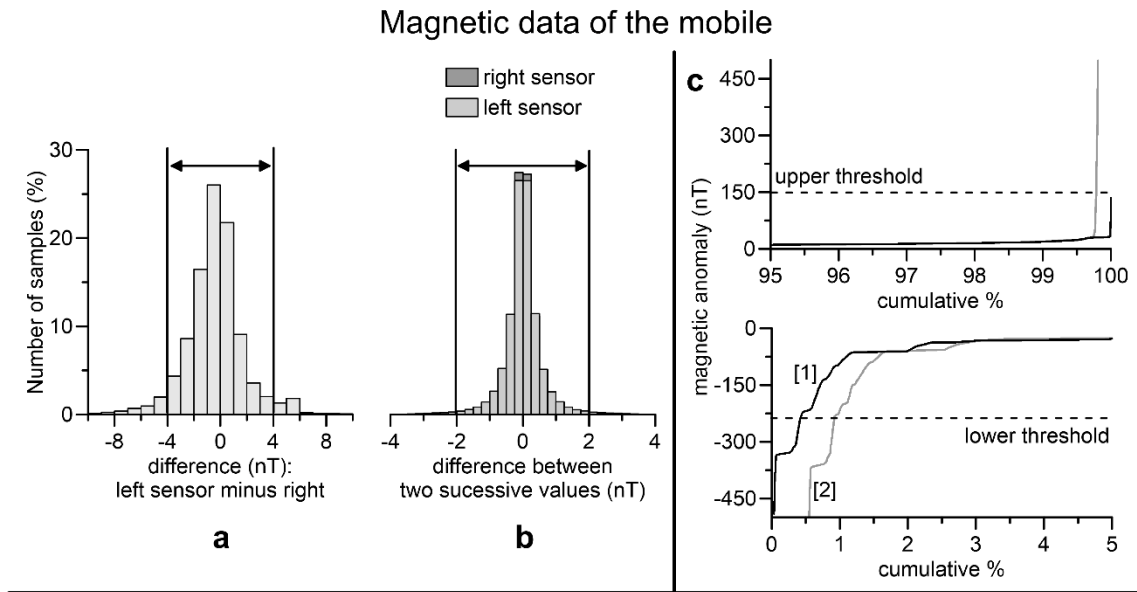 Magnetic data of the mobile
right sensor
left sensor
30
20
10
0
Number of samples (%)
-8 -4 0 4 8
difference (nT):
left sensor minus right
a
-4 -2 0 2 4
difference between
two sucessive values (nT)
b
c
450
300
150
0
upper threshold
95 96 97 98 99 100
cumulative %
magnetic anomaly (nT)
-0
-150
-300
-450
[1]
lower threshold
[2]
0 1 2 3 4 5
cumulative %